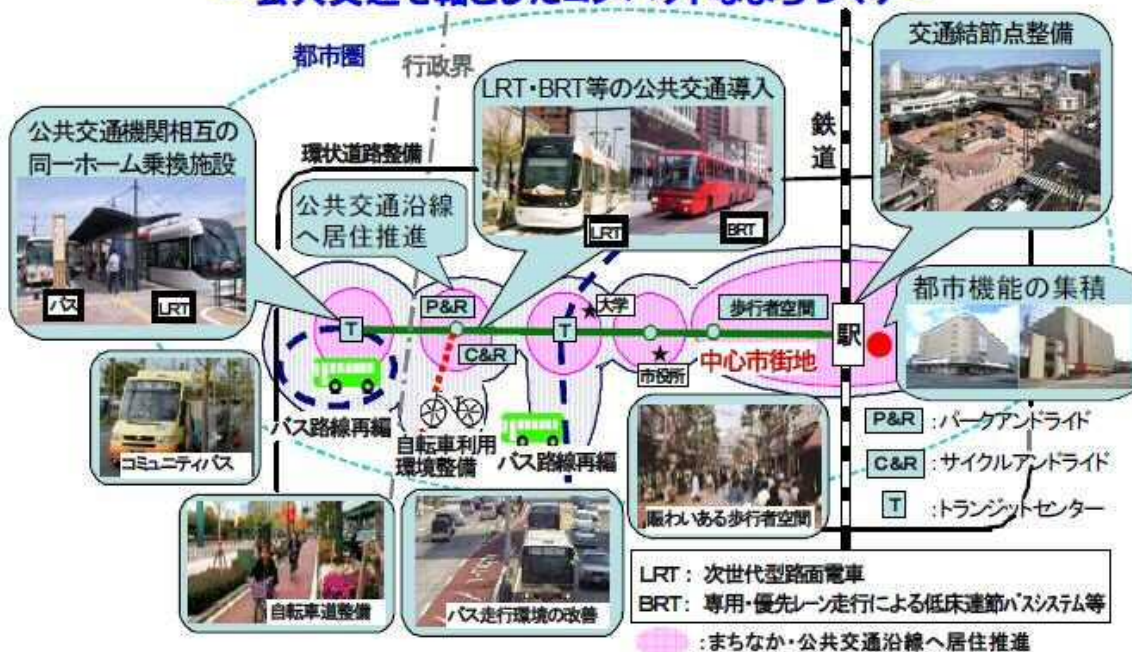 公共交通を軸としたコンパクトなまちづくり
都市圏
行政界
交通結節点整備
LRT・BRT等の公共交通導入
LRT
BRT
鉄道
公共交通機関相互の
同一ホーム乗換施設
バス
LRT
環状道路整備
公共交通沿線
へ居住推進
P&R
C&R
T
T
大学
市役所
歩行者空間
中心市街地
駅
都市機能の集積
コミュニティバス
バス路線再編
自転車利用
環境整備
バス路線再編
賑わいある歩行者空間
自転車道整備
バス走行環境の改善
P&R :パークアンドライド
C&R :サイクルアンドライド
T :トランジットセンター
LRT: 次世代型路面電車
BRT: 専用・優先レーン走行による低床連節バスシステム等
:まちなか・公共交通沿線へ居住推進